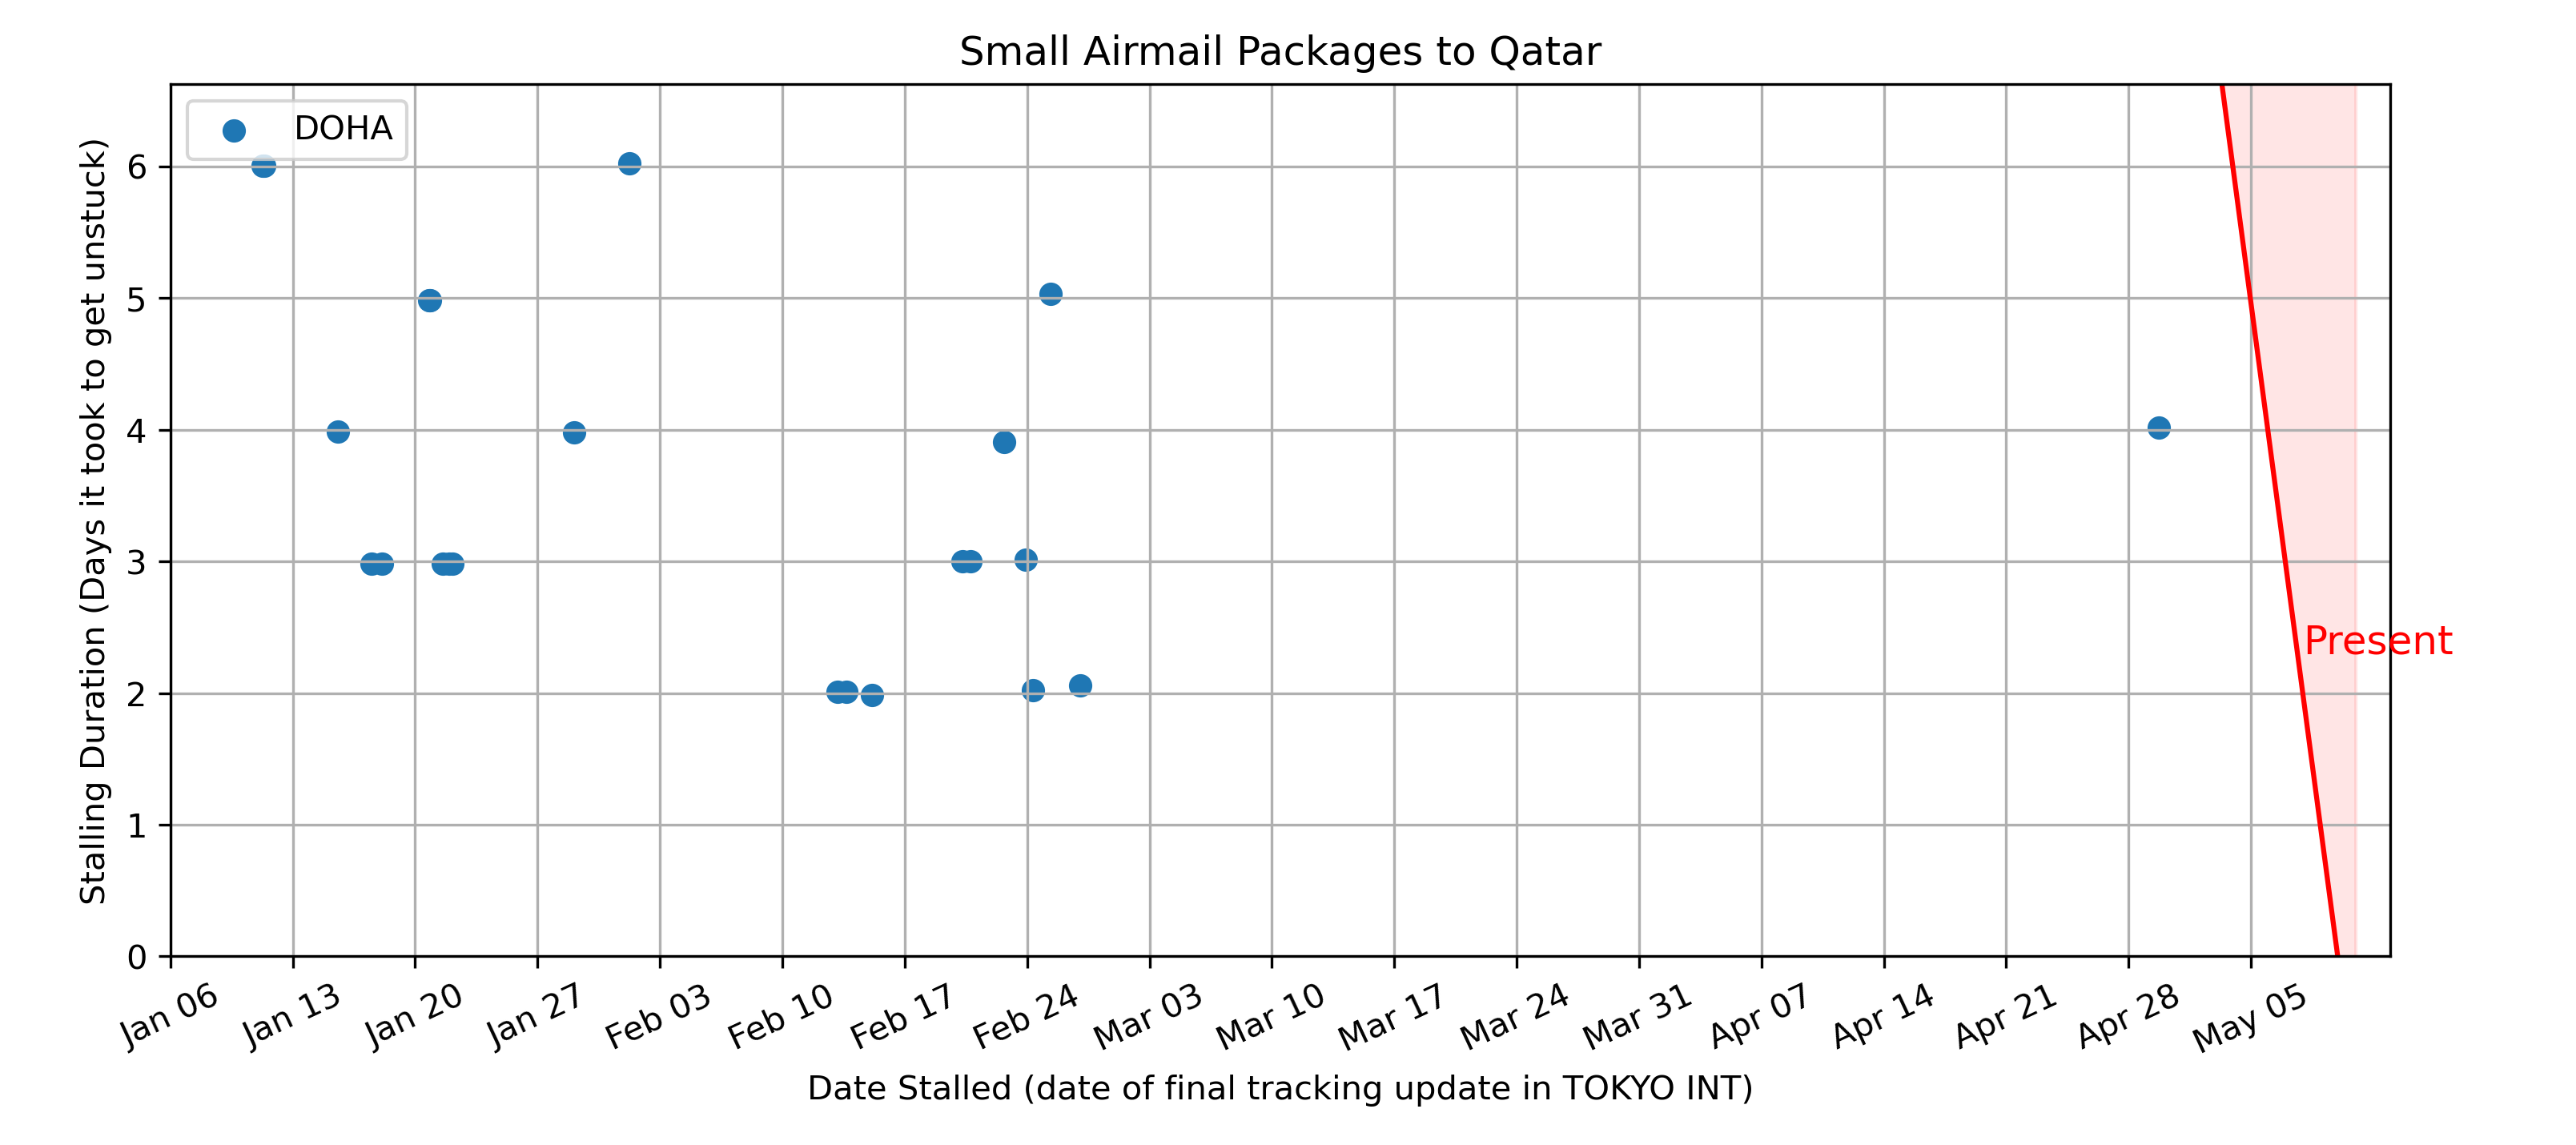 Small Airmail Packages to Qatar
DOHA
Stalling Duration (Days it took to get unstuck)
6
5
4
3
2
1
0
Present
Jan 06
Jan 13
Jan 20
Jan 27
Feb 03
Feb 10
Feb 17
Feb 24
Mar 03
Mar 10
Mar 17
Mar 24
Mar 31
Apr 07
Apr 14
Apr 21
Apr 28
May 05
Date Stalled (date of final tracking update in TOKYO INT)